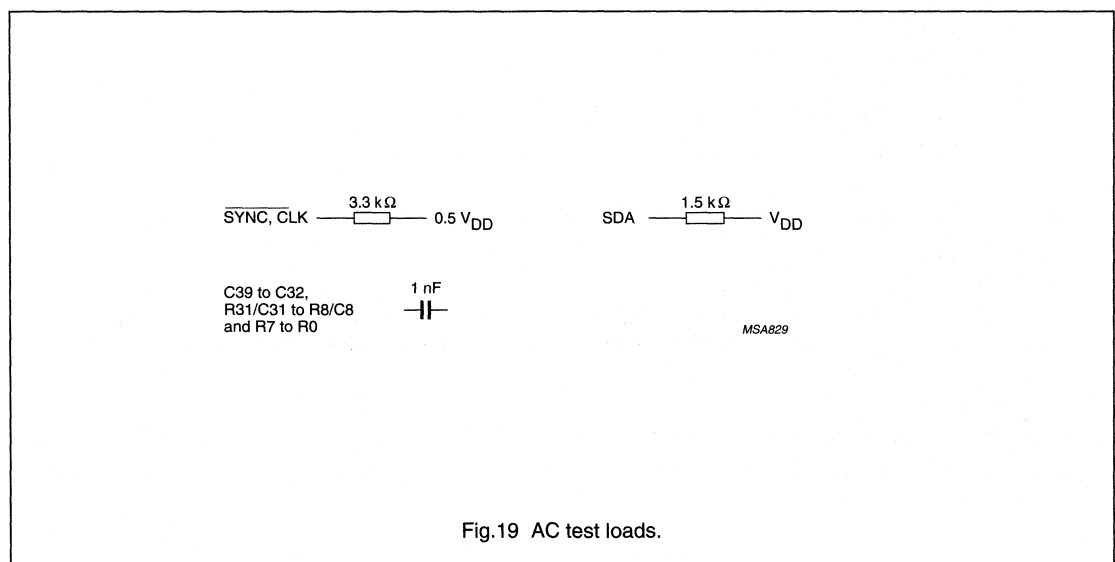 3.3 kΩ
SYNC, CLK
0.5 VDD
1.5 kΩ
SDA
VDD
C39 to C32,
R31/C31 to R8/C8
and R7 to R0
1 nF
MSA829
Fig.19 AC test loads.